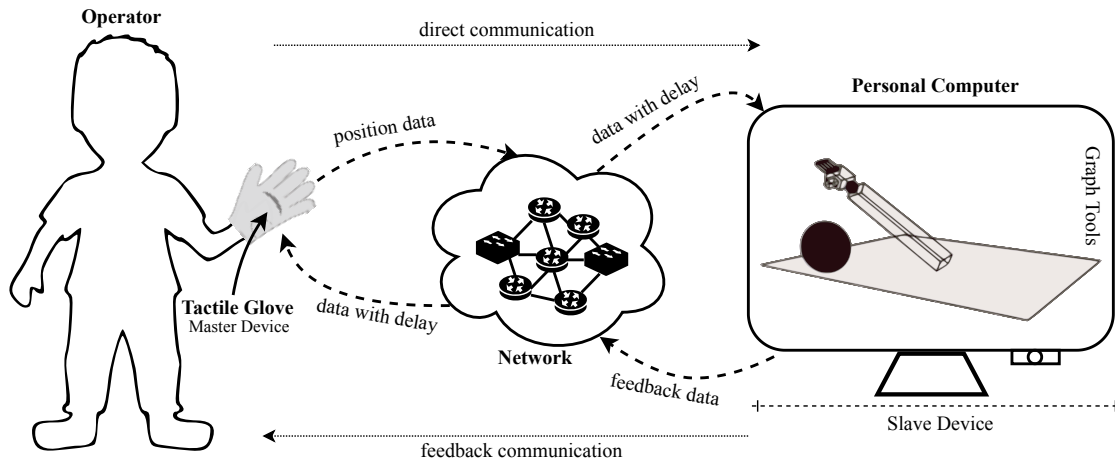 Operator
direct communication
Personal Computer
position data
data with delay
Graph Tools
Tactile Glove
Master Device
data with delay
Network
feedback data
Slave Device
feedback communication